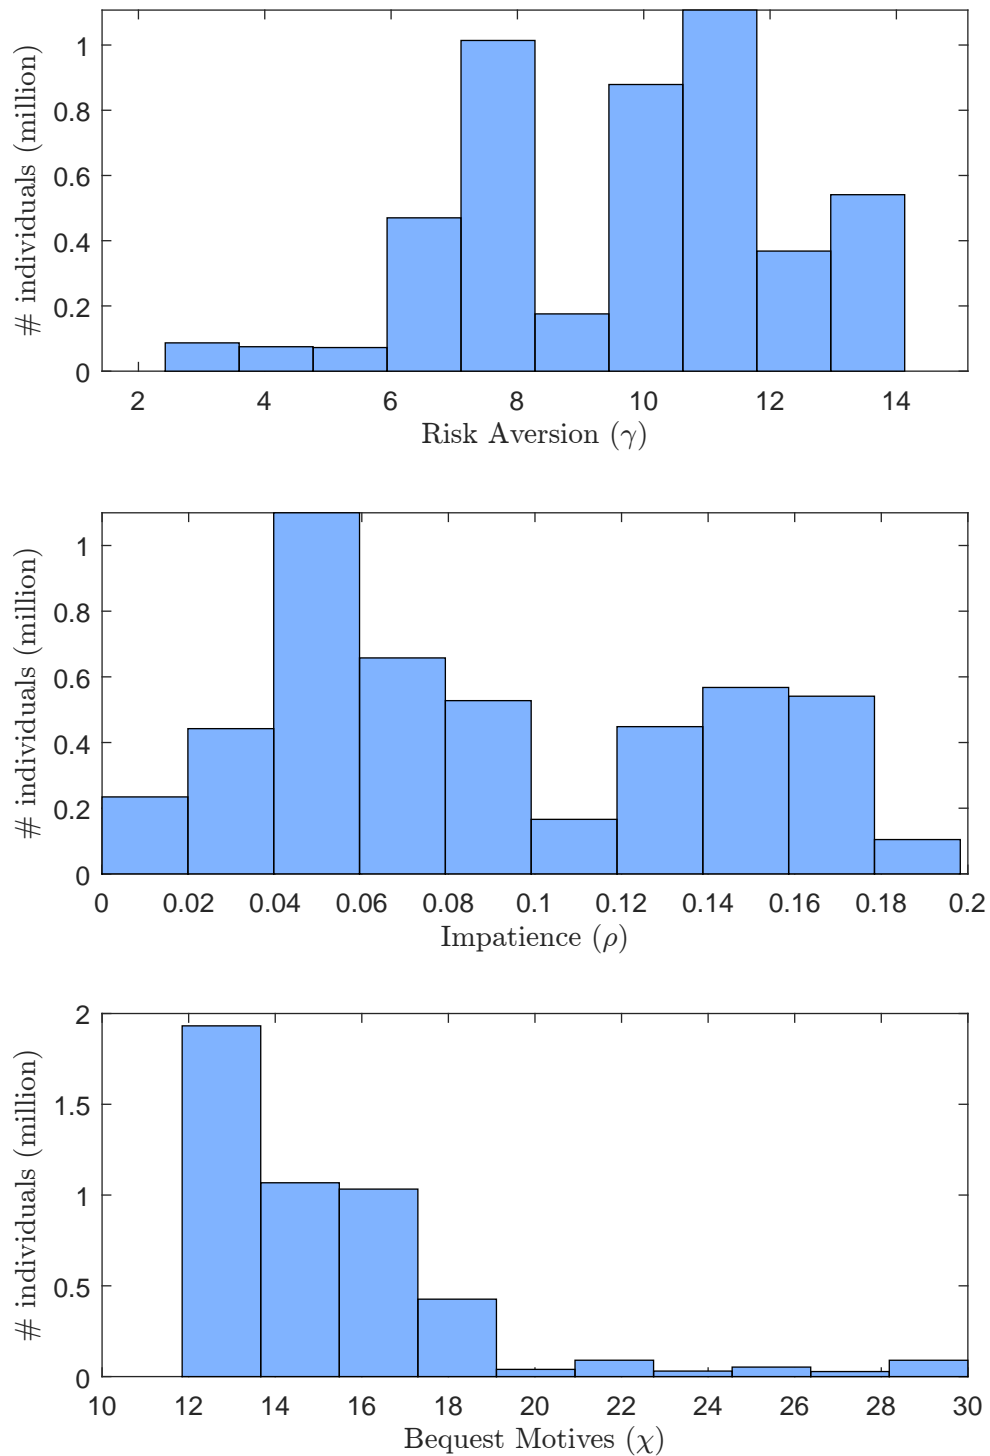 # individuals (million)
1
0.8
0.6
0.4
0.2
0
2 4 6 8 10 12 14
Risk Aversion (γ)
# individuals (million)
1
0.8
0.6
0.4
0.2
0
0 0.02 0.04 0.06 0.08 0.1 0.12 0.14 0.16 0.18 0.2
Impatience (ρ)
# individuals (million)
2
1.5
1
0.5
0
10 12 14 16 18 20 22 24 26 28 30
Bequest Motives (χ)